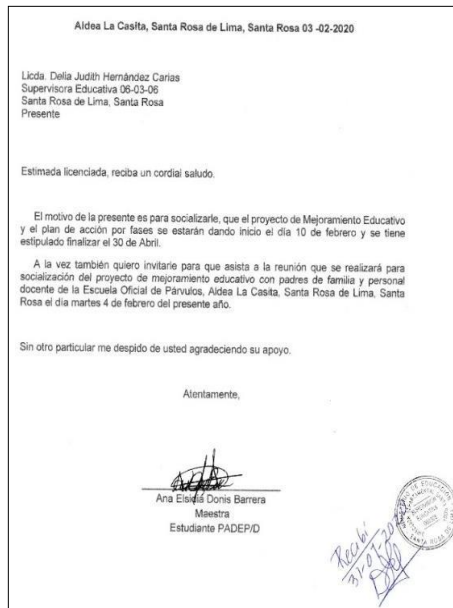 Aldea La Casita, Santa Rosa de Lima, Santa Rosa 03 -02-2020
Licda. Delia Judith Hernández Carias
Supervisora Educativa 06-03-06
Santa Rosa de Lima, Santa Rosa
Presente
Estimada licenciada, reciba un cordial saludo.
El motivo de la presente es para socializarle, que el proyecto de Mejoramiento Educativo
y el plan de acción por fases se estarán dando inicio el día 10 de febrero y se tiene
estipulado finalizar el 30 de Abril.
A la vez también quiero invitarle para que asista a la reunión que se realizará para
socialización del proyecto de mejoramiento educativo con padres de familia y personal
docente de la Escuela Oficial de Párvulos, Aldea La Casita, Santa Rosa de Lima, Santa
Rosa el día martes 4 de febrero del presente año.
Sin otro particular me despido de usted agradeciendo su apoyo.
Atentamente,
Ana Elsidia Donis Barrera
Maestra
Estudiante PADEP/D
Recibí